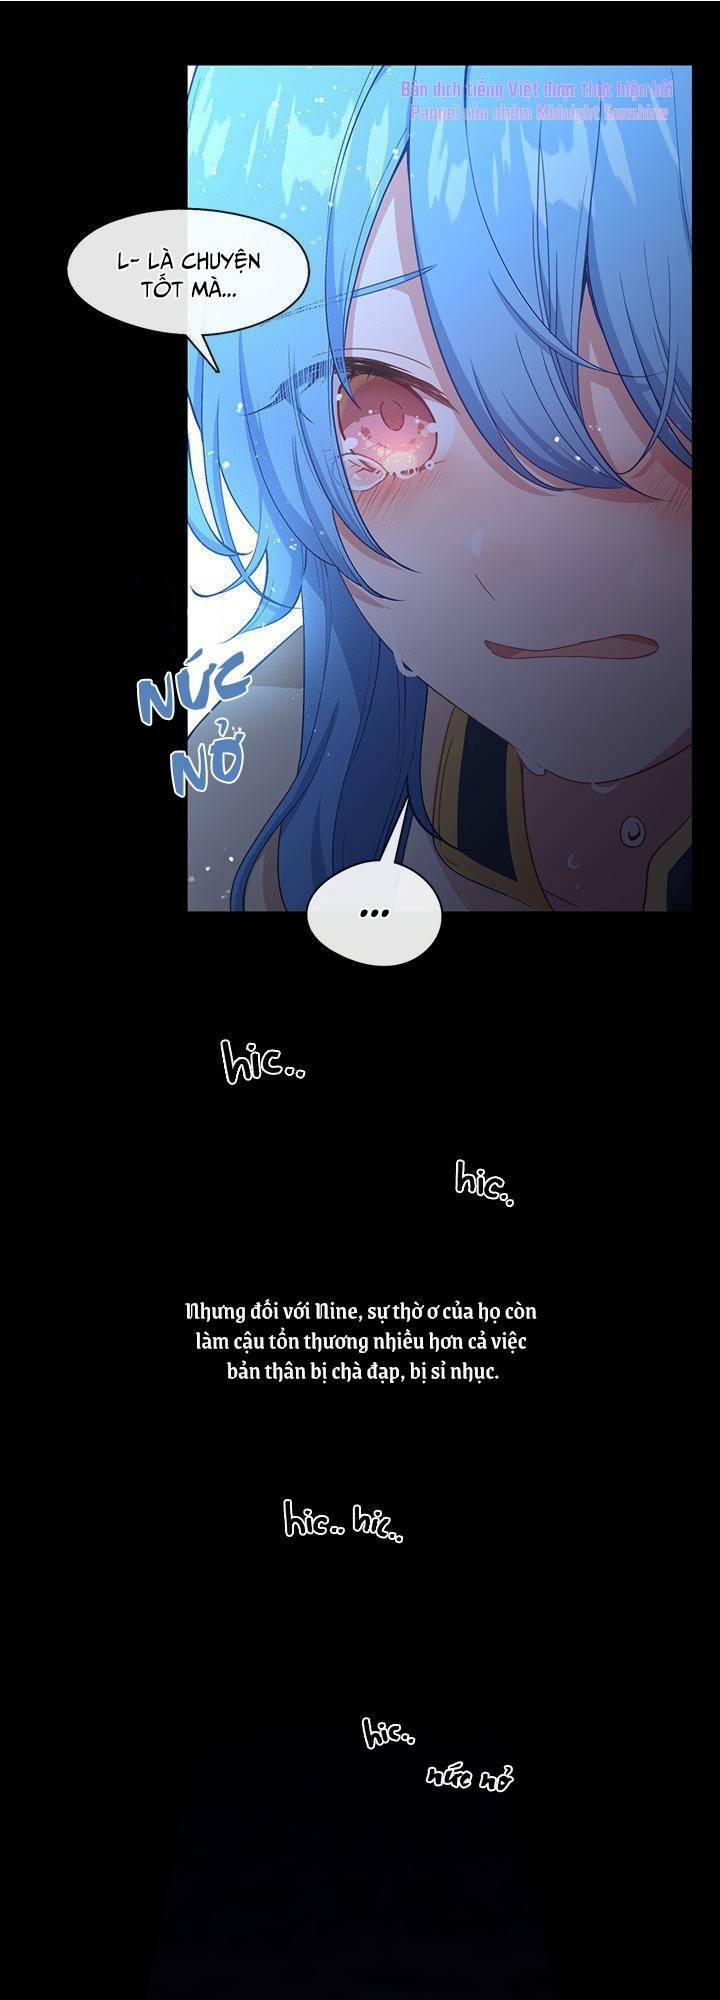 Bản dịch tiếng Việt được thực hiện bởi
Paopei của nhóm Midnight Sunshine
L- LÀ CHUYỆN
TỐT MÀ...
NỨC
NỞ
...
hic..
hic..
Nhưng đối với Nine, sự thờ ơ của họ còn
làm cậu tổn thương nhiều hơn cả việc
bản thân bị chà đạp, bị sỉ nhục.
hic.. hic..
hic..
nức nở